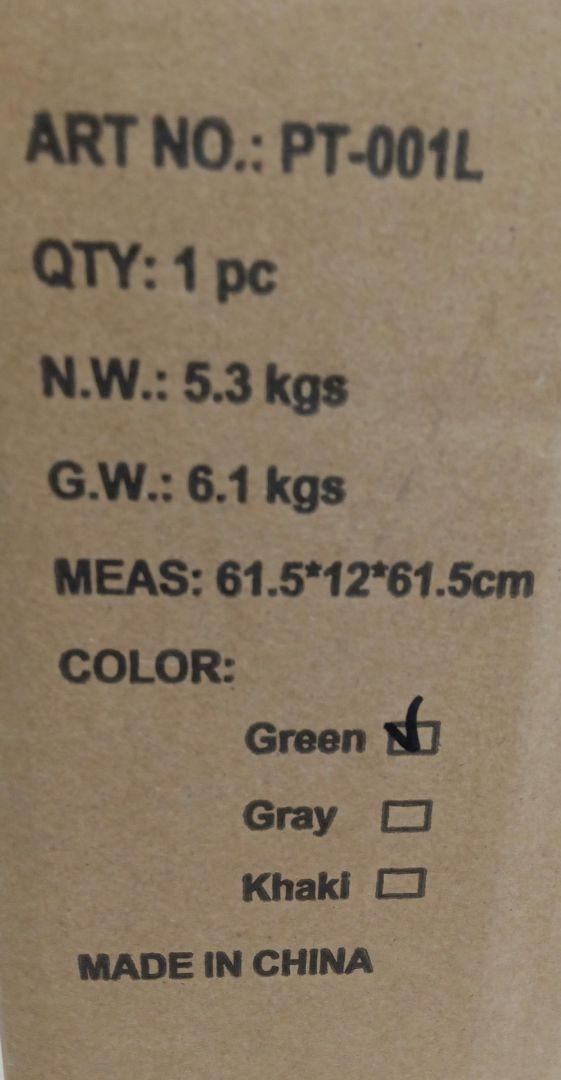 ART NO.: PT-001L
QTY: 1 pc
N.W.: 5.3 kgs
G.W.: 6.1 kgs
MEAS: 61.5*12*61.5cm
COLOR:
Green ☑
Gray ☐
Khaki ☐
MADE IN CHINA